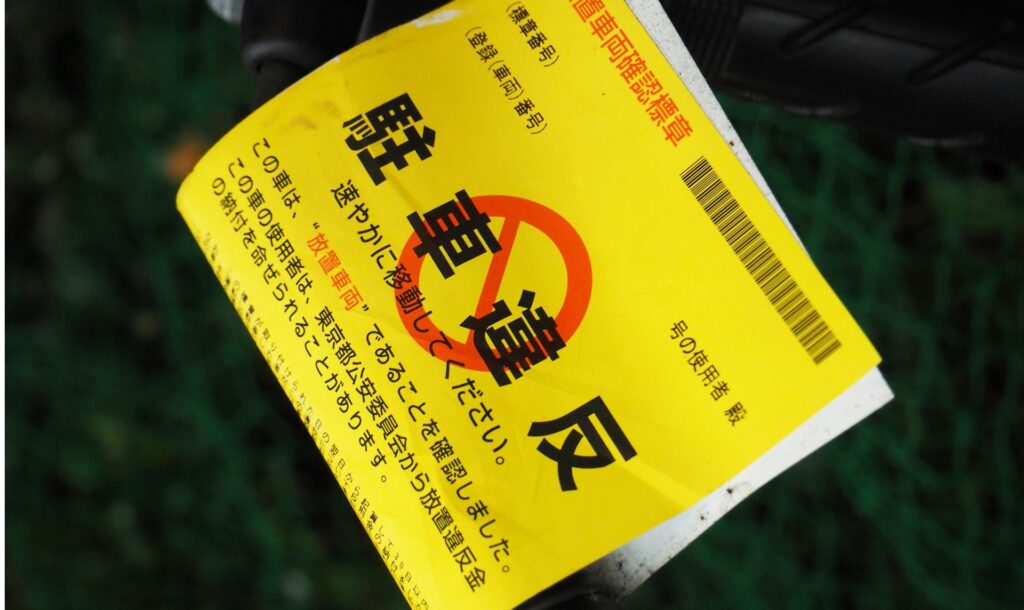 置車両確認標章
(標章番号)
(登録(車両)番号)
号の使用者 殿
駐車違反
速やかに移動してください。
この車は、“放置車両”であることを確認しました。
この車の使用者は、東京都公安委員会から放置違反金
の納付を命ぜられることがあります。